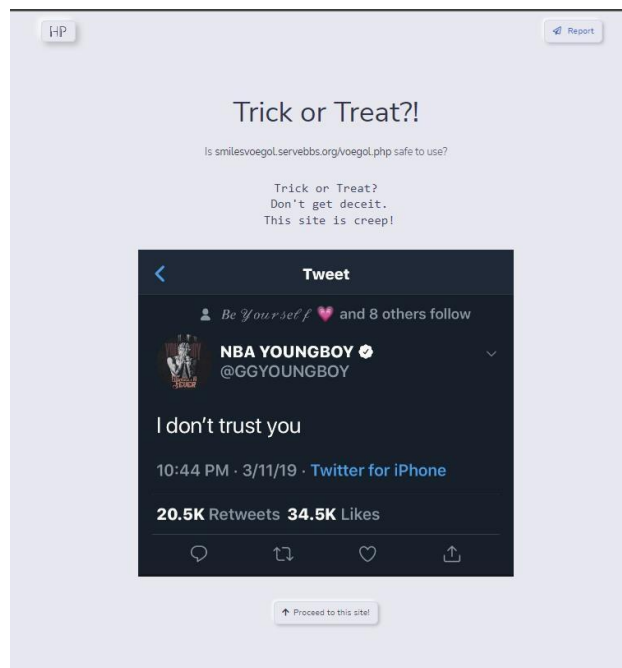 HP
Report
Trick or Treat?!
Is smilesvoegol.servebbs.org/voegol.php safe to use?
Trick or Treat?
Don't get deceit.
This site is creep!
Tweet
Be Yourself 💗 and 8 others follow
NBA YOUNGBOY
@GGYOUNGBOY
I don't trust you
10:44 PM · 3/11/19 · Twitter for iPhone
20.5K Retweets 34.5K Likes
Proceed to this site!